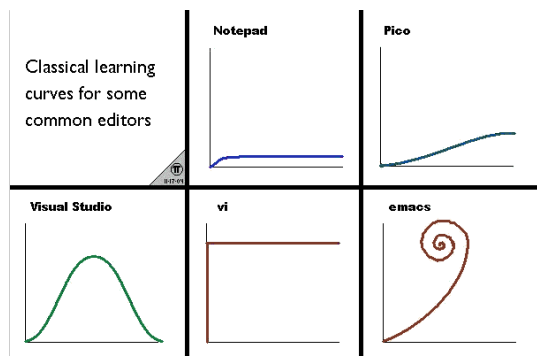 Classical learning
curves for some
common editors
Notepad
Pico
Visual Studio
vi
emacs